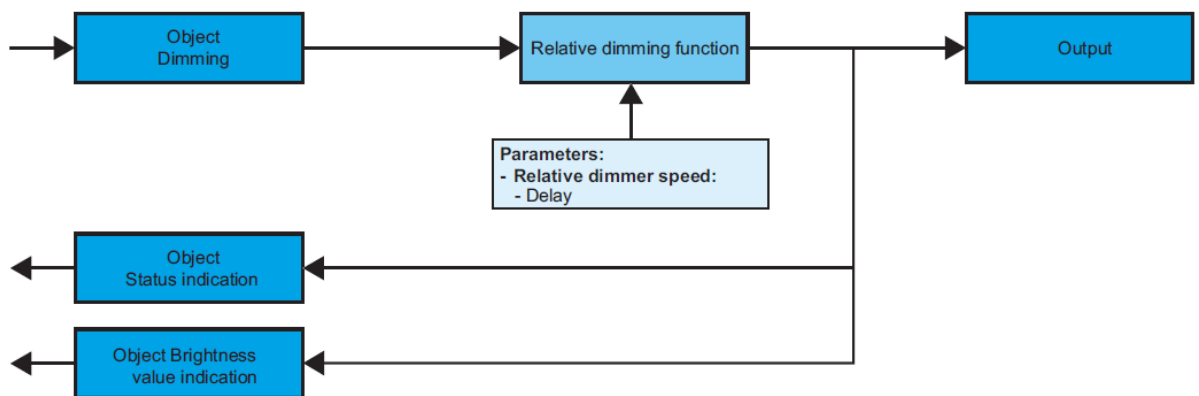 Object
Dimming
Relative dimming function
Output
Parameters:
- Relative dimmer speed:
- Delay
Object
Status indication
Object Brightness
value indication